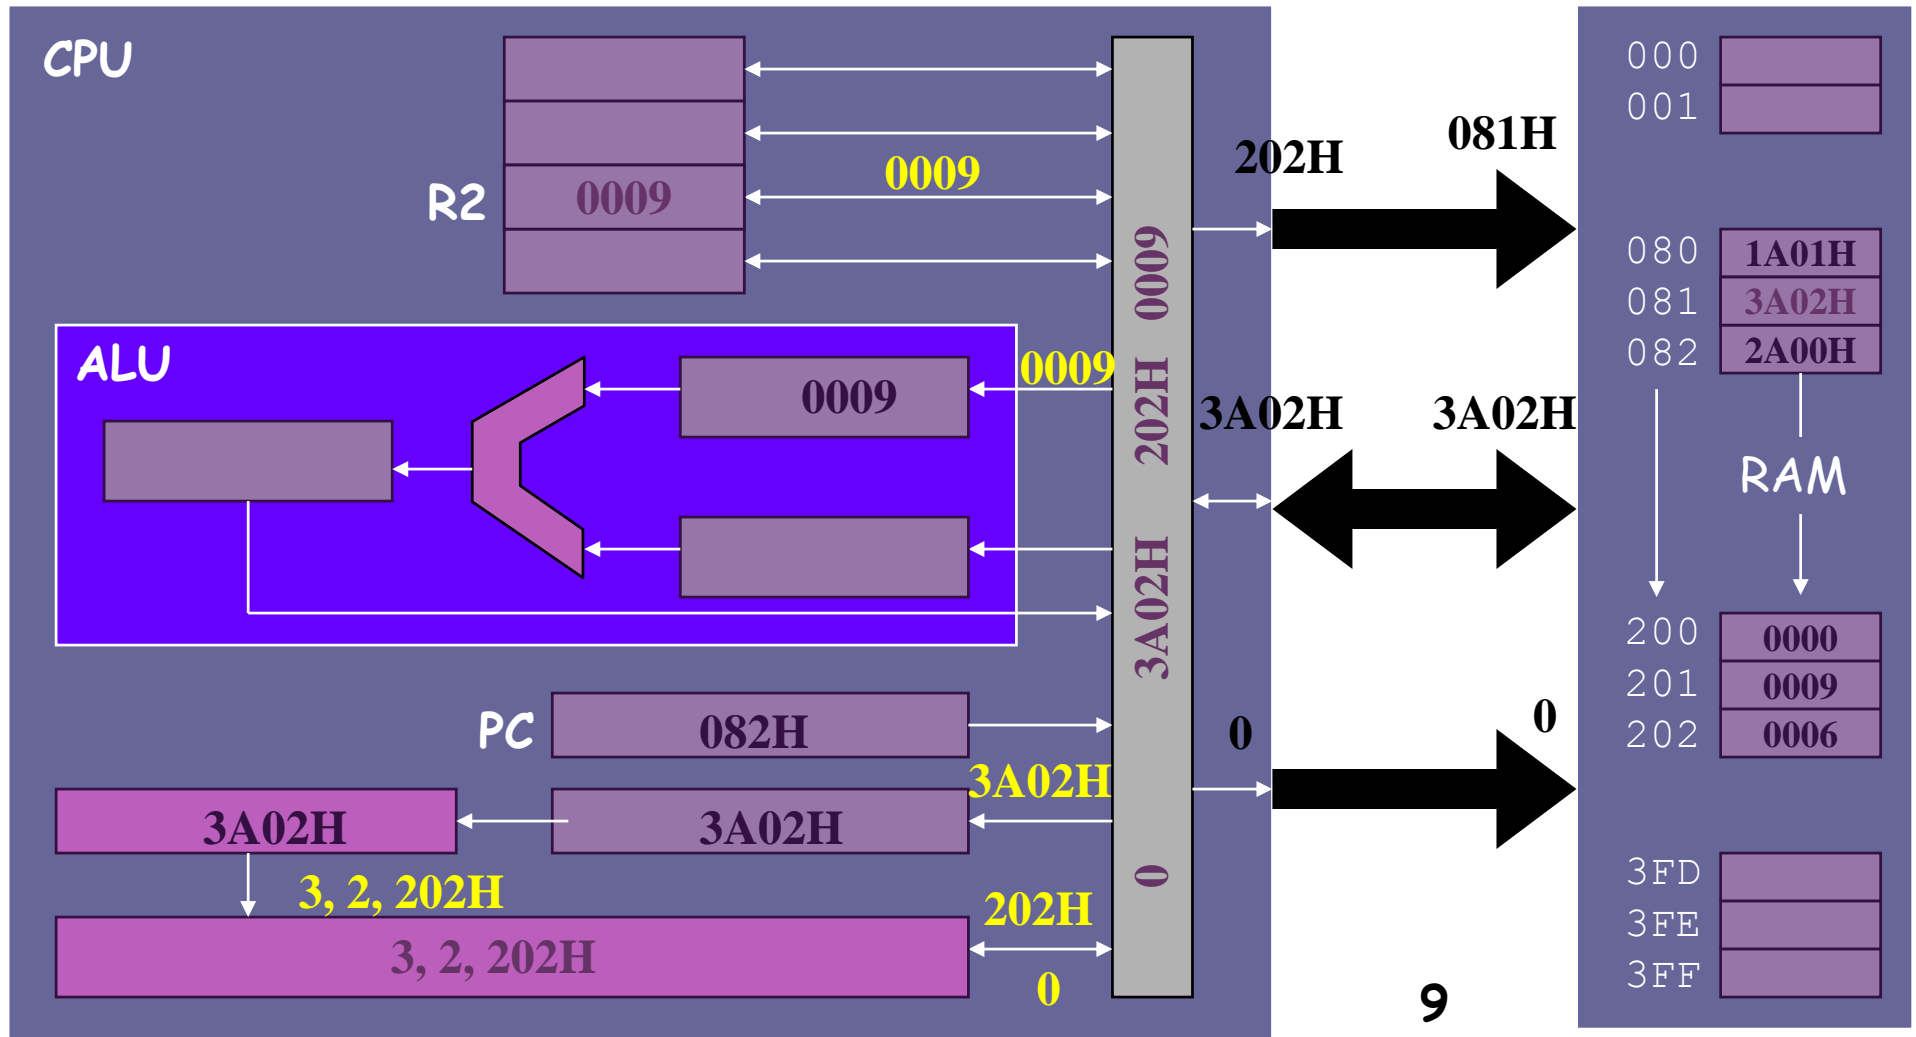 CPU
R2
0009
0009
ALU
0009
0009
PC
082H
3A02H
3A02H
3A02H
3, 2, 202H
3, 2, 202H
202H
0
0 3A02H 202H 0009
202H
081H
3A02H
3A02H
0
0
9
000
001
080 1A01H
081 3A02H
082 2A00H
RAM
200 0000
201 0009
202 0006
3FD
3FE
3FF